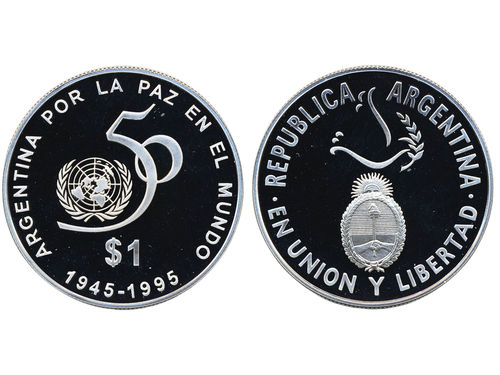 ARGENTINA POR LA PAZ EN EL MUNDO
50
$1
1945-1995
REPUBLICA ARGENTINA
· EN UNION Y LIBERTAD ·